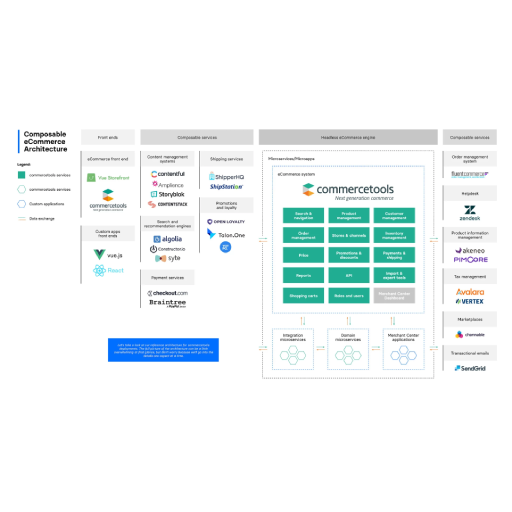 Composable
eCommerce
Architecture
Legend:
commercetools services
commercetools services
Custom applications
Data exchange
Front ends
Composable services
Headless eCommerce engine
Composable services
eCommerce front end
Vue Storefront
commercetools
Next generation commerce
Custom apps
front ends
vue.js
React
Content management
systems
contentful
Amplience
Storyblok
contentstack
Search and
recommendation engines
algolia
Constructor.io
syte
Payment services
checkout.com
Braintree
Shipping services
ShipperHQ
ShipStation
Promotions
and loyalty
OPEN LOYALTY
Talon.One
Microservices/Microapps
eCommerce system
commercetools
Next generation commerce
Search &
navigation
Product
management
Customer
management
Order
management
Stores & channels
Inventory
management
Price
Promotions &
discounts
Payments &
shipping
Reports
API
Import &
export tools
Shopping carts
Roles and users
Merchant Center
Dashboard
Integration
microservices
Domain
microservices
Merchant Center
applications
Order management
system
fluentcommerce
Helpdesk
zendesk
Product information
management
akeneo
PIMCORE
Tax management
Avalara
VERTEX
Marketplaces
channable
Transactional emails
SendGrid